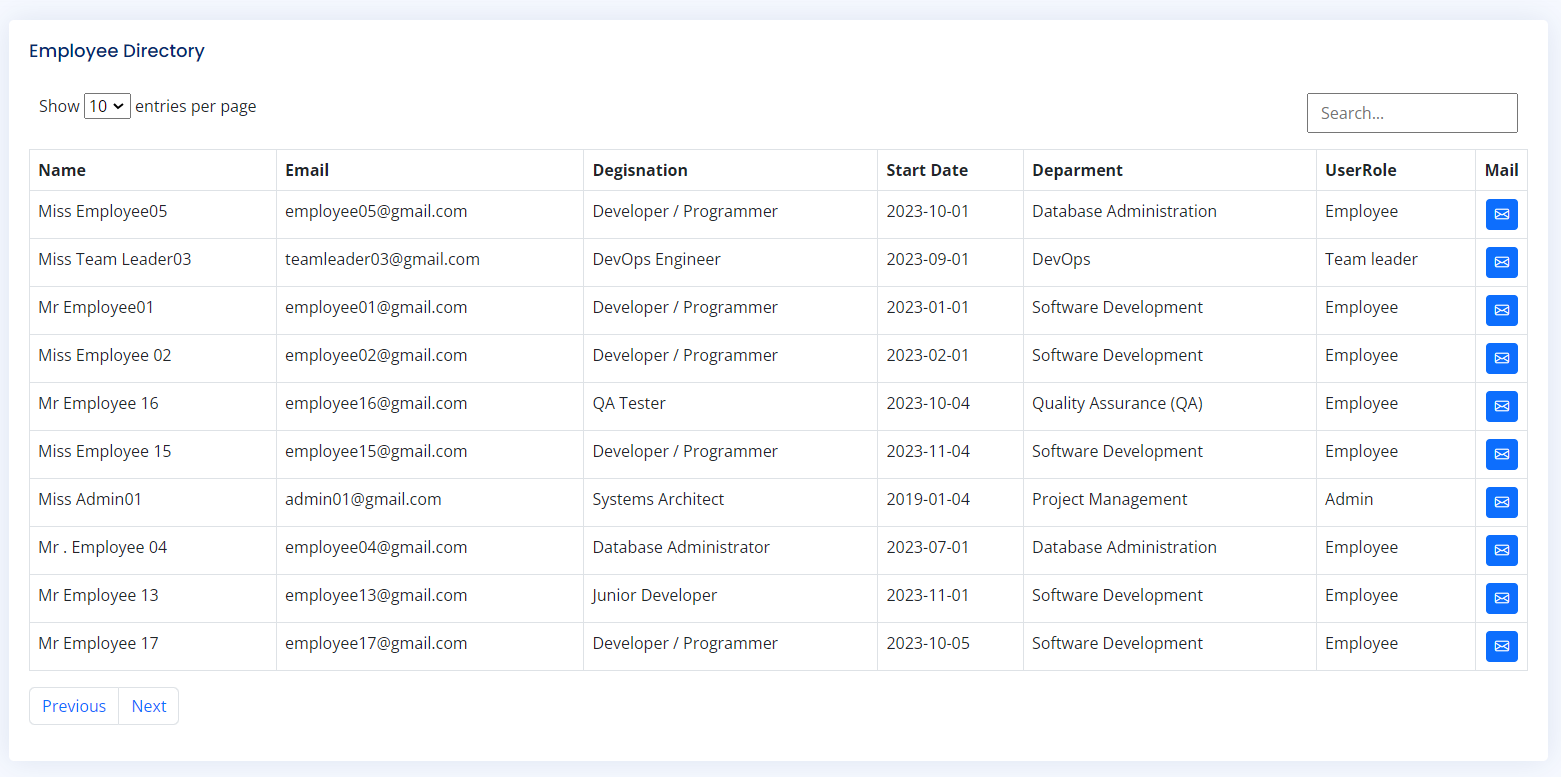 Employee Directory
Show 10 entries per page
Search...
Name Email Degisnation Start Date Deparment UserRole Mail
Miss Employee05 employee05@gmail.com Developer / Programmer 2023-10-01 Database Administration Employee
Miss Team Leader03 teamleader03@gmail.com DevOps Engineer 2023-09-01 DevOps Team leader
Mr Employee01 employee01@gmail.com Developer / Programmer 2023-01-01 Software Development Employee
Miss Employee 02 employee02@gmail.com Developer / Programmer 2023-02-01 Software Development Employee
Mr Employee 16 employee16@gmail.com QA Tester 2023-10-04 Quality Assurance (QA) Employee
Miss Employee 15 employee15@gmail.com Developer / Programmer 2023-11-04 Software Development Employee
Miss Admin01 admin01@gmail.com Systems Architect 2019-01-04 Project Management Admin
Mr . Employee 04 employee04@gmail.com Database Administrator 2023-07-01 Database Administration Employee
Mr Employee 13 employee13@gmail.com Junior Developer 2023-11-01 Software Development Employee
Mr Employee 17 employee17@gmail.com Developer / Programmer 2023-10-05 Software Development Employee
Previous Next